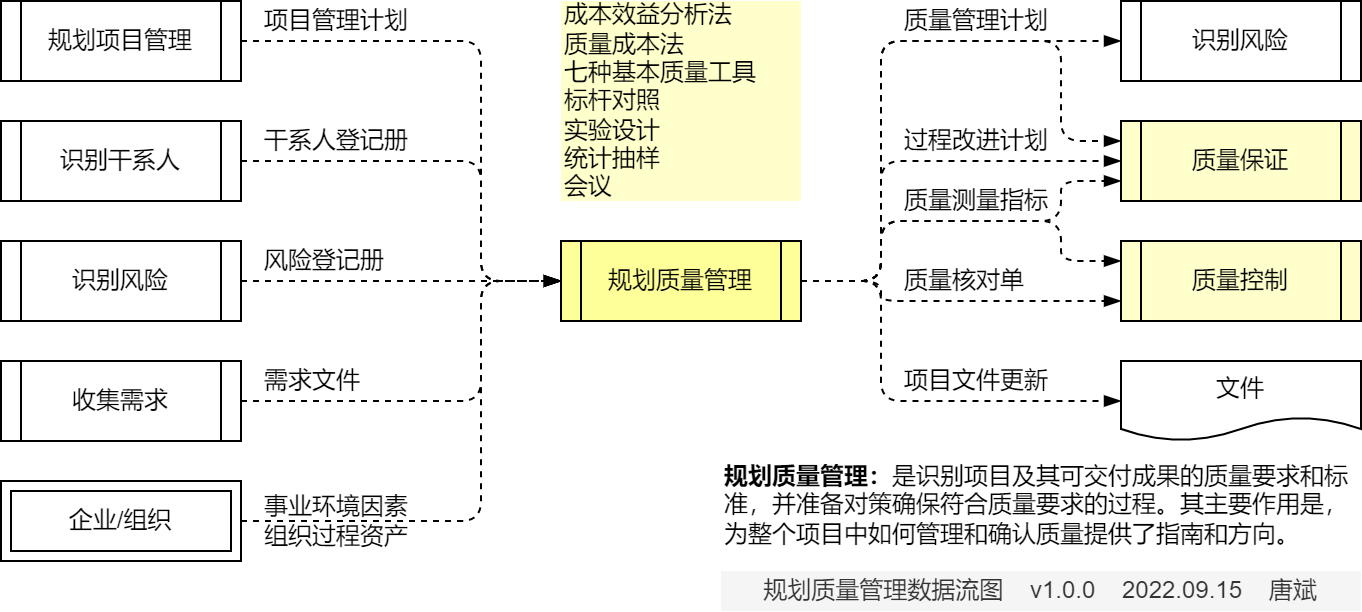 规划项目管理
项目管理计划
识别干系人
干系人登记册
识别风险
风险登记册
收集需求
需求文件
企业/组织
事业环境因素
组织过程资产
成本效益分析法
质量成本法
七种基本质量工具
标杆对照
实验设计
统计抽样
会议
规划质量管理
质量管理计划
识别风险
过程改进计划
质量保证
质量测量指标
质量核对单
质量控制
项目文件更新
文件
规划质量管理：是识别项目及其可交付成果的质量要求和标
准，并准备对策确保符合质量要求的过程。其主要作用是，
为整个项目中如何管理和确认质量提供了指南和方向。
规划质量管理数据流图 v1.0.0 2022.09.15 唐斌